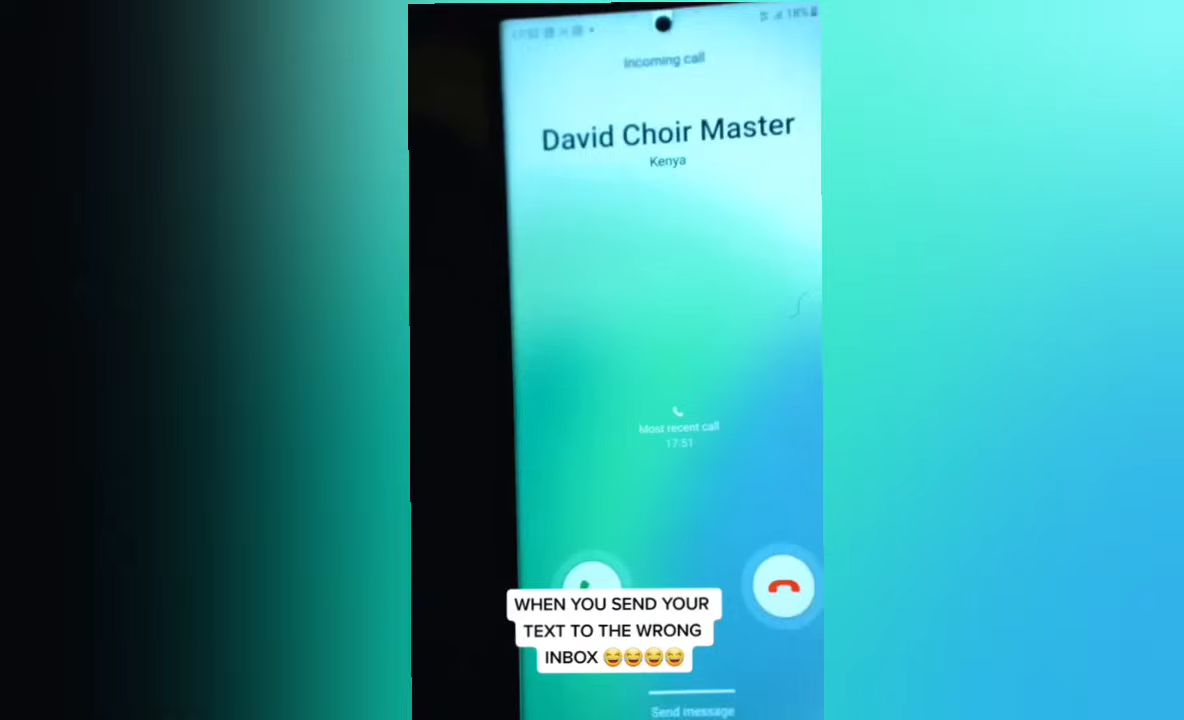 18%
Incoming call
David Choir Master
Kenya
Most recent call
17:51
WHEN YOU SEND YOUR
TEXT TO THE WRONG
INBOX 😂😂😂😂
Send message